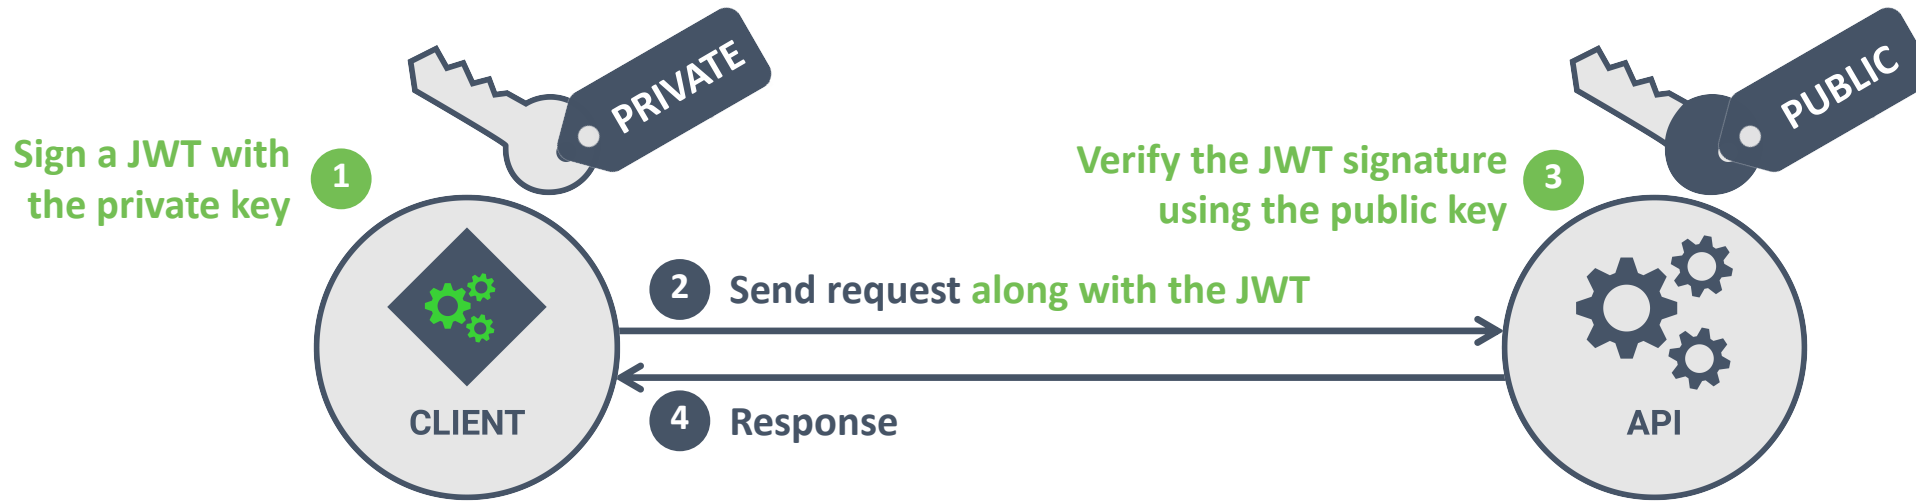 PRIVATE
PUBLIC
Sign a JWT with
the private key
1
Verify the JWT signature
using the public key
3
2 Send request along with the JWT
CLIENT
4 Response
API